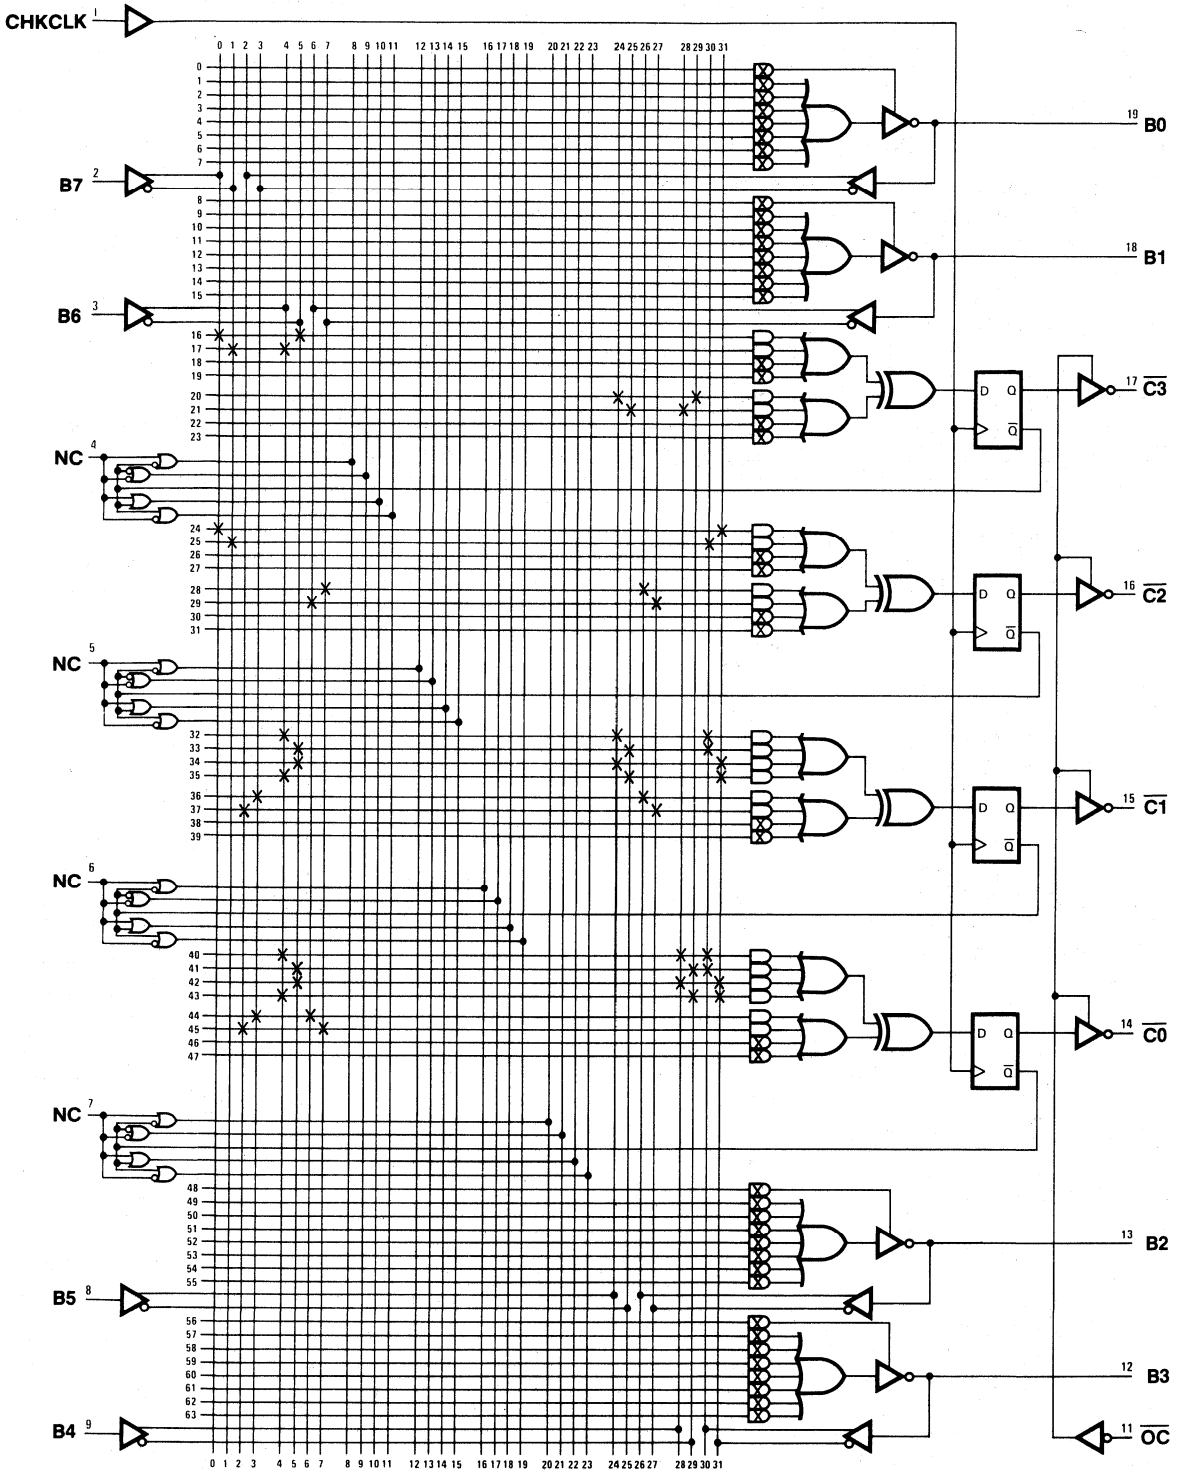 CHKCLK 1
0 1 2 3 4 5 6 7 8 9 10 11 12 13 14 15 16 17 18 19 20 21 22 23 24 25 26 27 28 29 30 31
0
1
2
3
4
5
6
7
19 B0
B7 2
8
9
10
11
12
13
14
15
18 B1
B6 3
16
17
18
19
20
21
22
23
D Q
Q̅
17 C̅3̅
NC 4
24
25
26
27
28
29
30
31
D Q
Q̅
16 C̅2̅
NC 5
32
33
34
35
36
37
38
39
D Q
Q̅
15 C̅1̅
NC 6
40
41
42
43
44
45
46
47
D Q
Q̅
14 C̅0̅
NC 7
48
49
50
51
52
53
54
55
13 B2
B5 8
56
57
58
59
60
61
62
63
12 B3
B4 9
11 O̅C̅
0 1 2 3 4 5 6 7 8 9 10 11 12 13 14 15 16 17 18 19 20 21 22 23 24 25 26 27 28 29 30 31